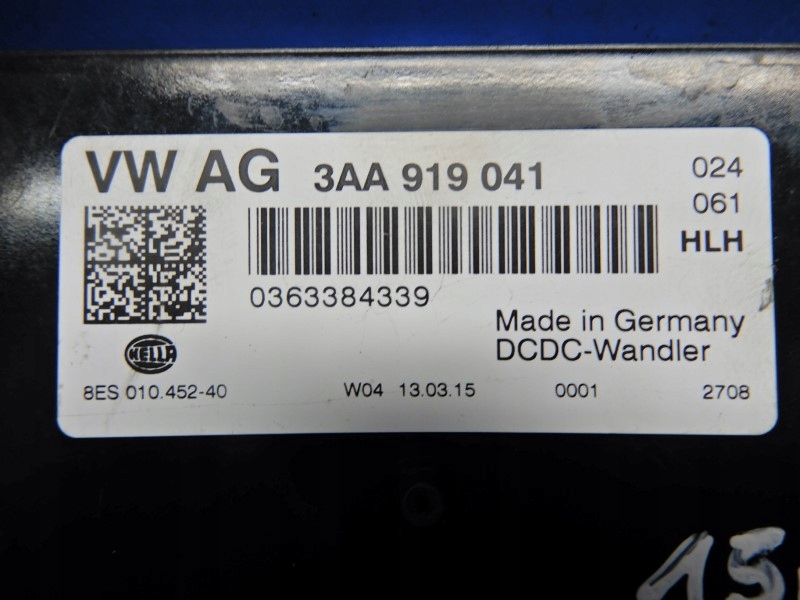 VW AG 3AA 919 041 024
061
HLH
0363384339
Made in Germany
DCDC-Wandler
HELLA
8ES 010.452-40 W04 13.03.15 0001 2708
15